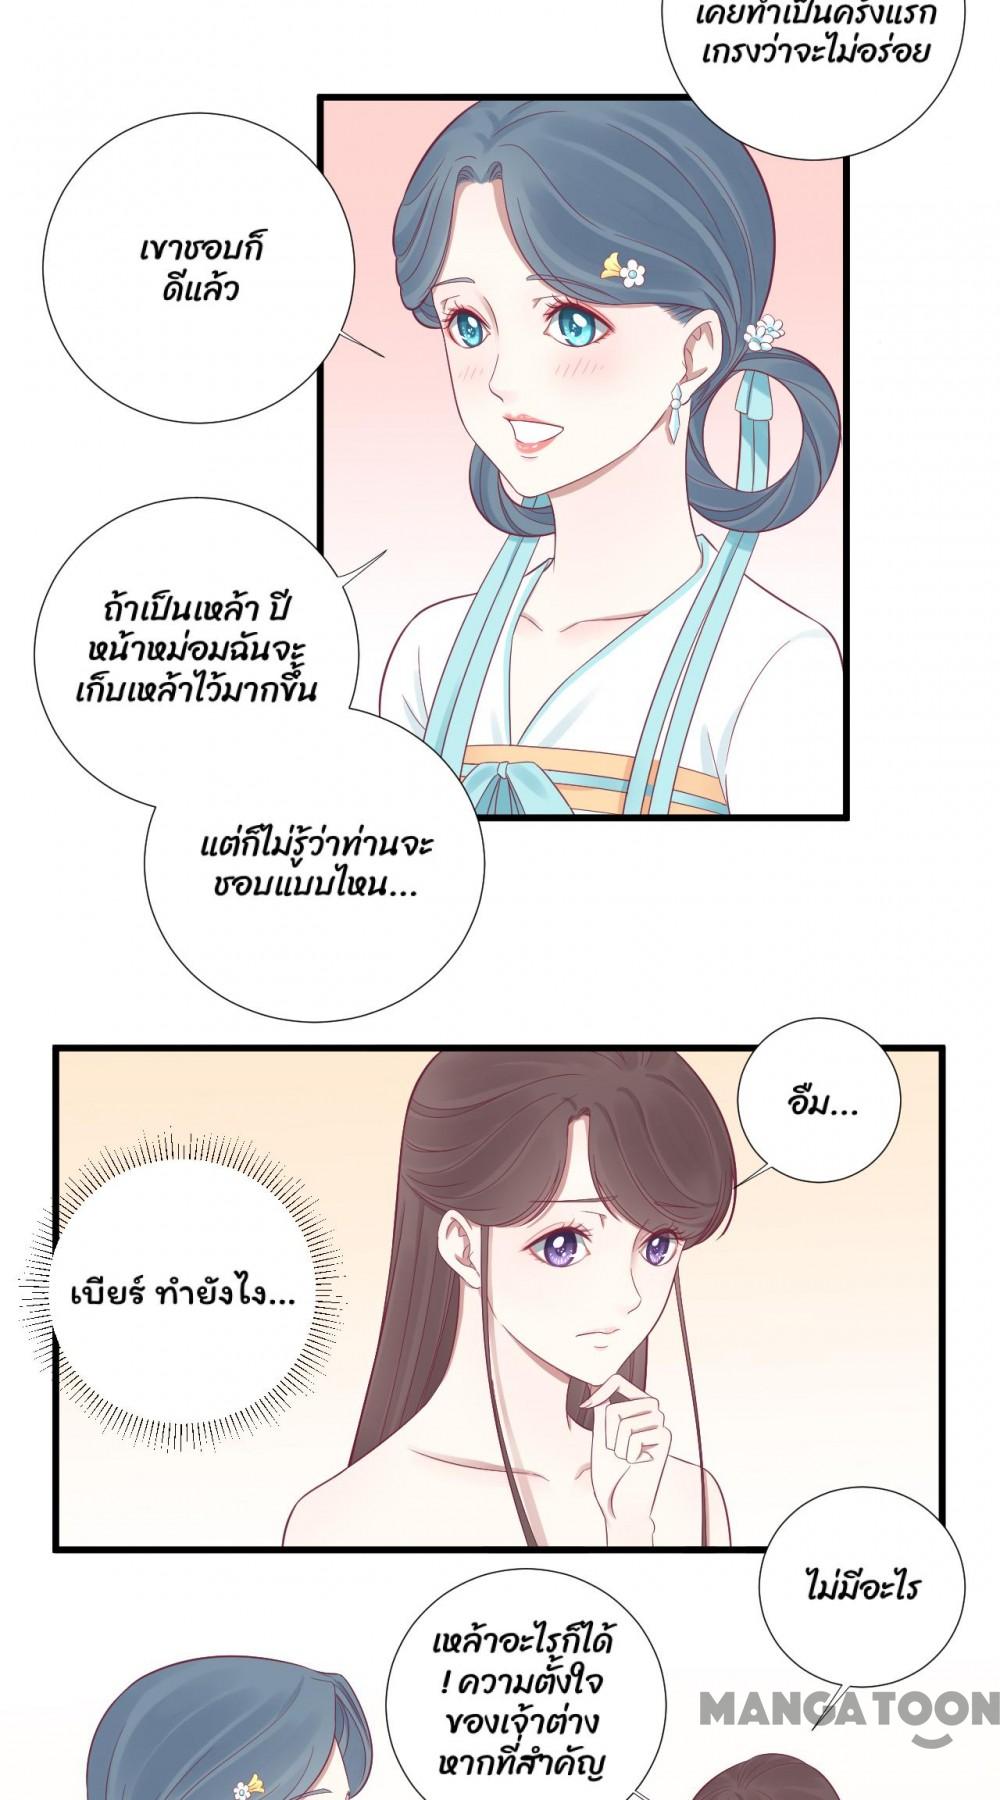 เคยทำเป็นครั้งแรก
เกรงว่าจะไม่อร่อย
เขาชอบก็
ดีแล้ว
ถ้าเป็นเหล้า ปี
หน้าหม่อมฉันจะ
เก็บเหล้าไว้มากขึ้น
แต่ก็ไม่รู้ว่าท่านจะ
ชอบแบบไหน...
อืม...
เบียร์ ทำยังไง...
ไม่มีอะไร
เหล้าอะไรก็ได้
! ความตั้งใจ
ของเจ้าต่าง
หากที่สำคัญ
MANGATOON